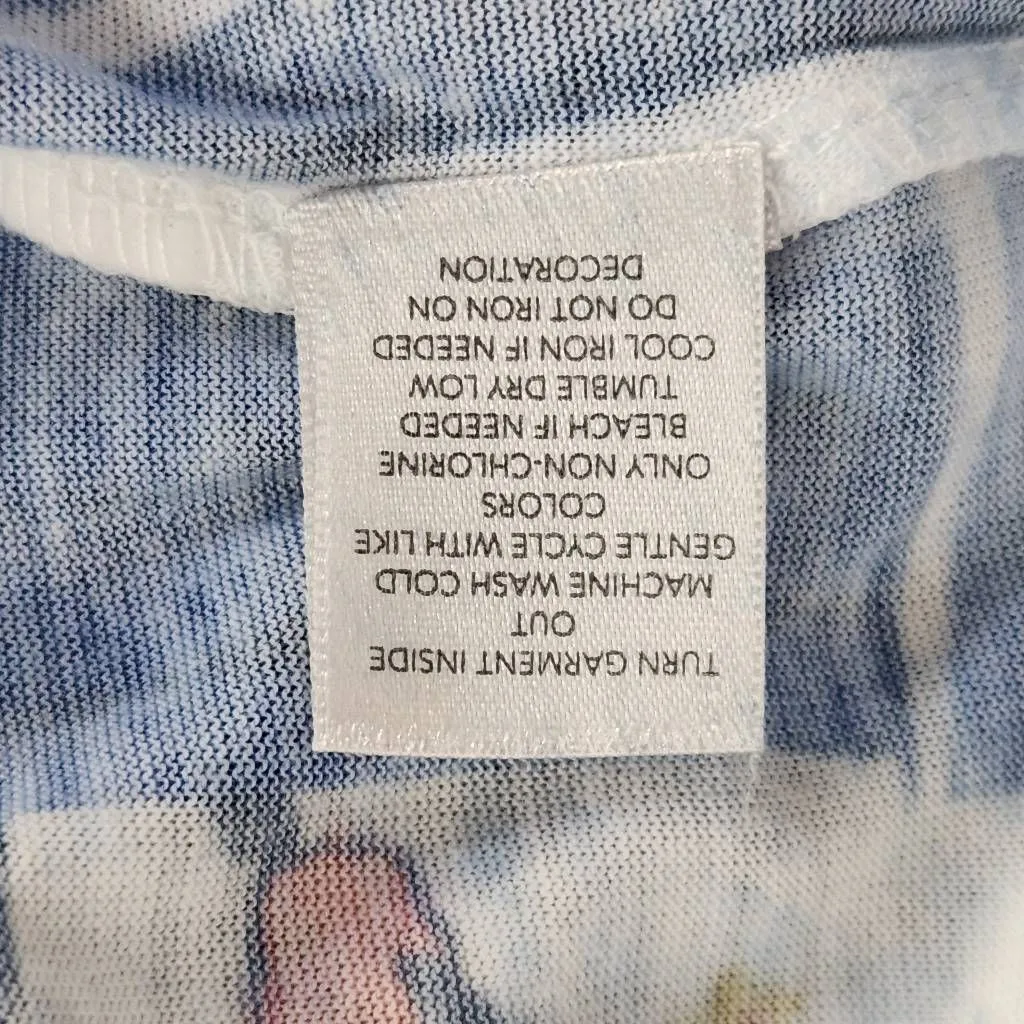 TURN GARMENT INSIDE
OUT
MACHINE WASH COLD
GENTLE CYCLE WITH LIKE
COLORS
ONLY NON-CHLORINE
BLEACH IF NEEDED
TUMBLE DRY LOW
COOL IRON IF NEEDED
DO NOT IRON ON
DECORATION